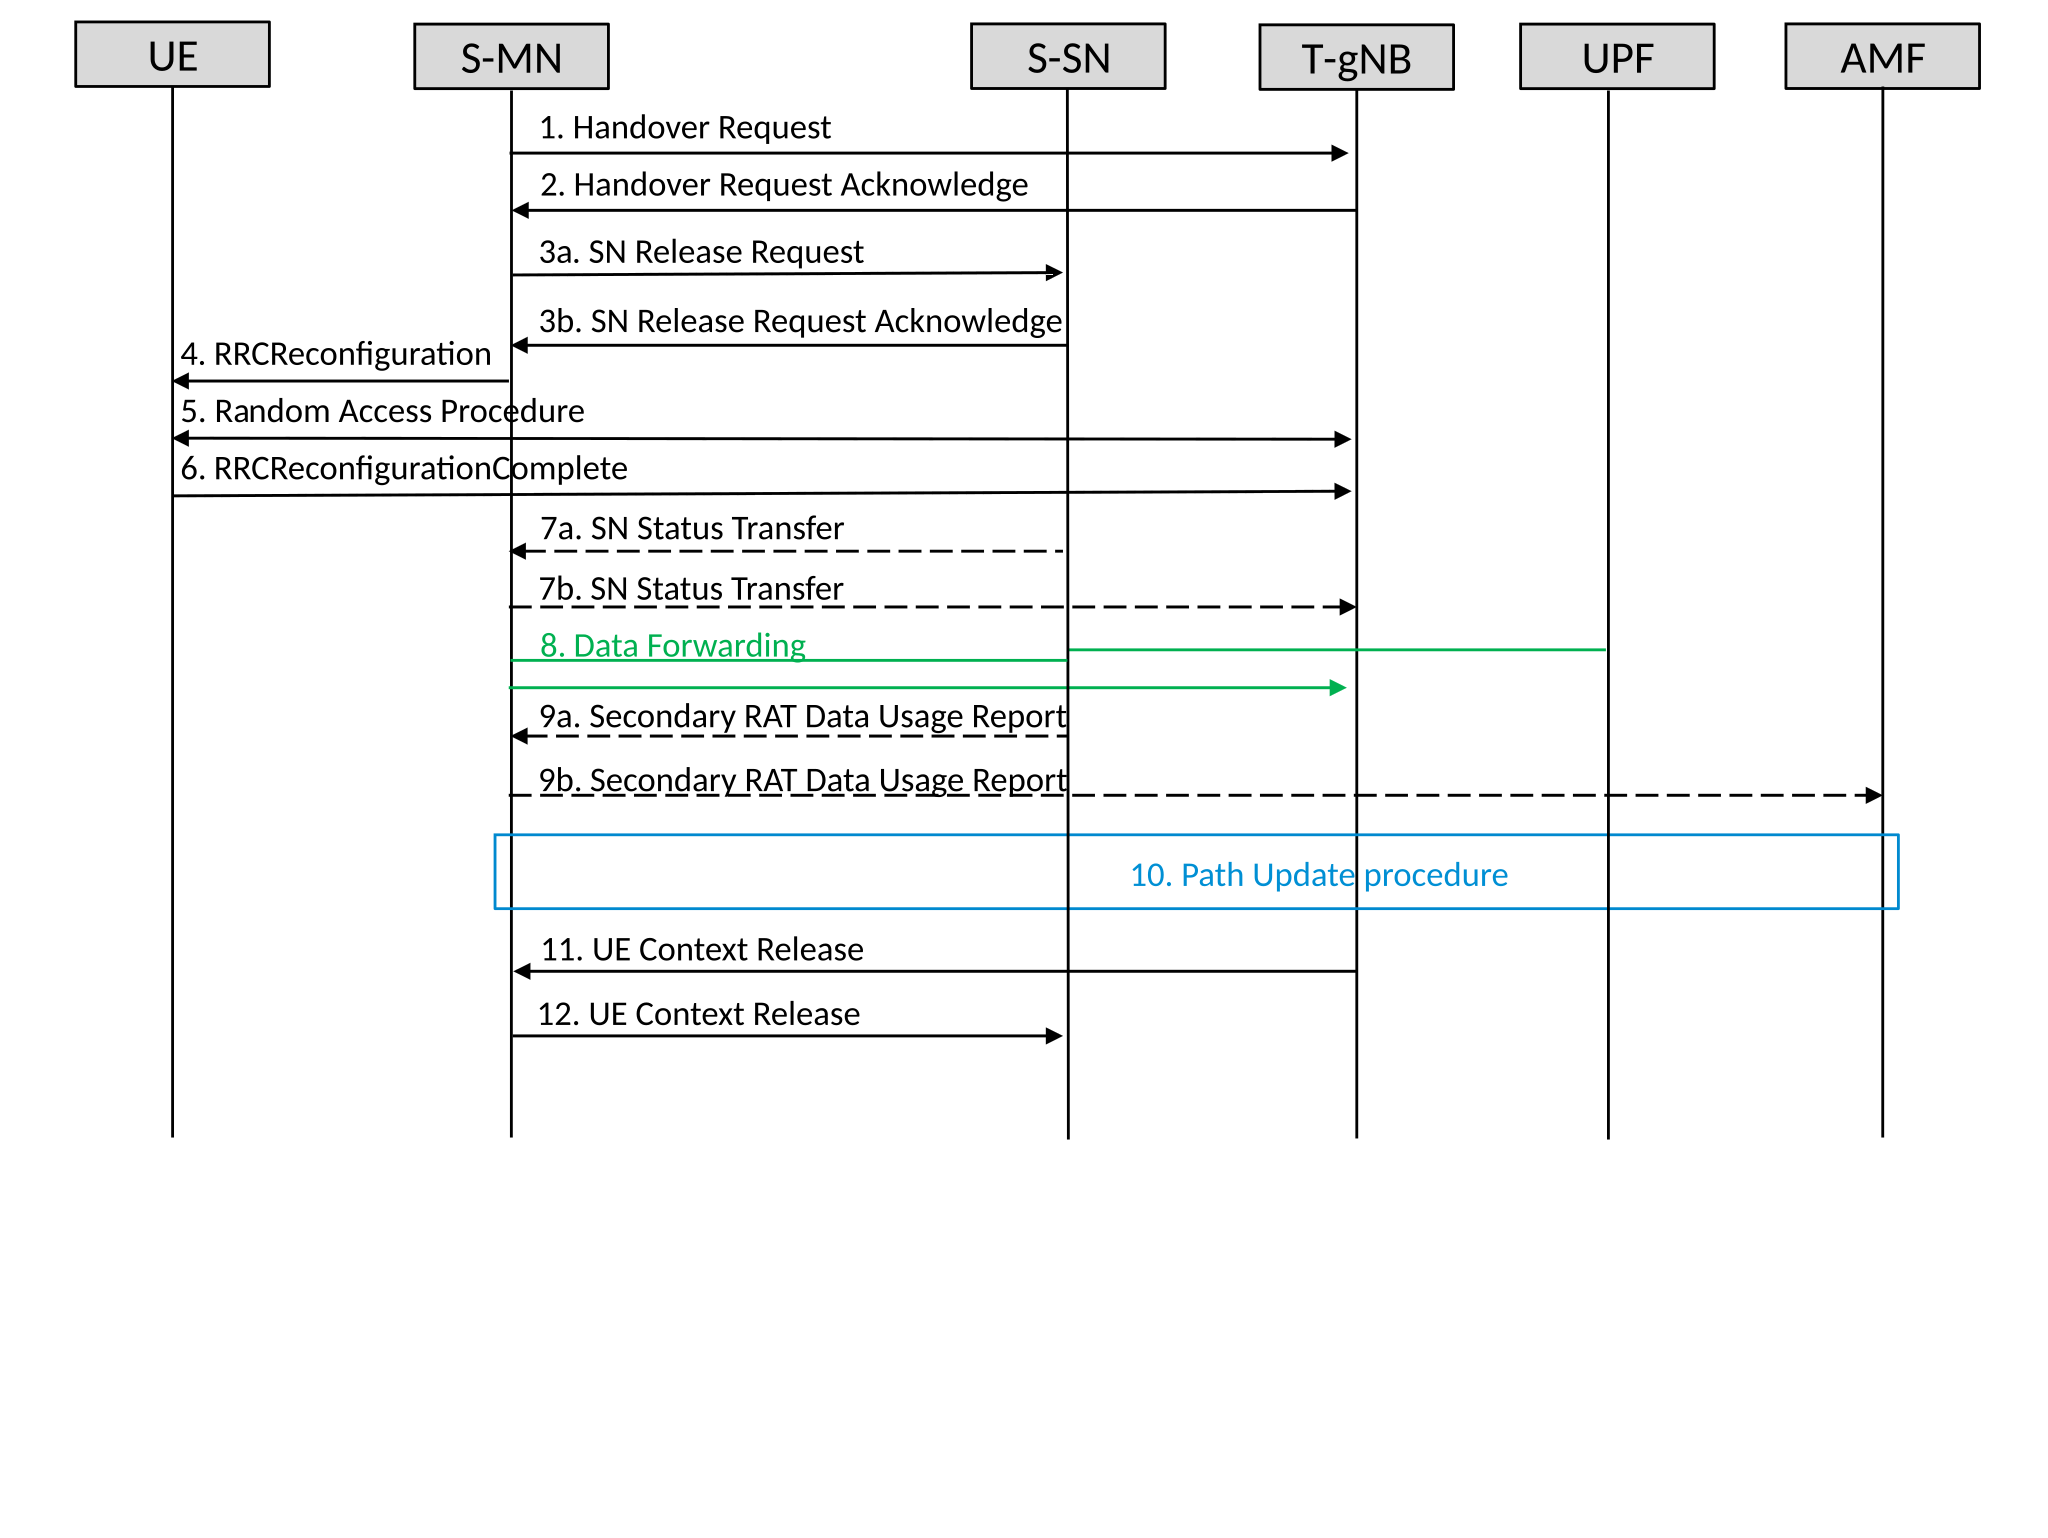 UE
S-MN
S-SN
T-gNB
UPF
AMF
1. Handover Request
2. Handover Request Acknowledge
3a. SN Release Request
3b. SN Release Request Acknowledge
4. RRCReconfiguration
5. Random Access Procedure
6. RRCReconfigurationComplete
7a. SN Status Transfer
7b. SN Status Transfer
8. Data Forwarding
9a. Secondary RAT Data Usage Report
9b. Secondary RAT Data Usage Report
10. Path Update procedure
11. UE Context Release
12. UE Context Release